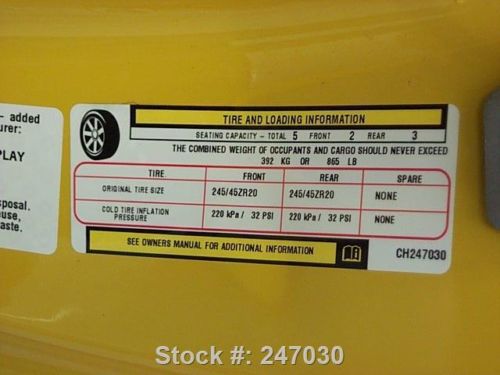 - added
urer:
PLAY
isposal.
use,
aste.
TIRE AND LOADING INFORMATION
SEATING CAPACITY - TOTAL 5 FRONT 2 REAR 3
THE COMBINED WEIGHT OF OCCUPANTS AND CARGO SHOULD NEVER EXCEED
392 KG OR 865 LB
TIRE FRONT REAR SPARE
ORIGINAL TIRE SIZE 245/45ZR20 245/45ZR20 NONE
COLD TIRE INFLATION PRESSURE 220 kPa / 32 PSI 220 kPa / 32 PSI NONE
SEE OWNERS MANUAL FOR ADDITIONAL INFORMATION
CH247030
Stock #: 247030